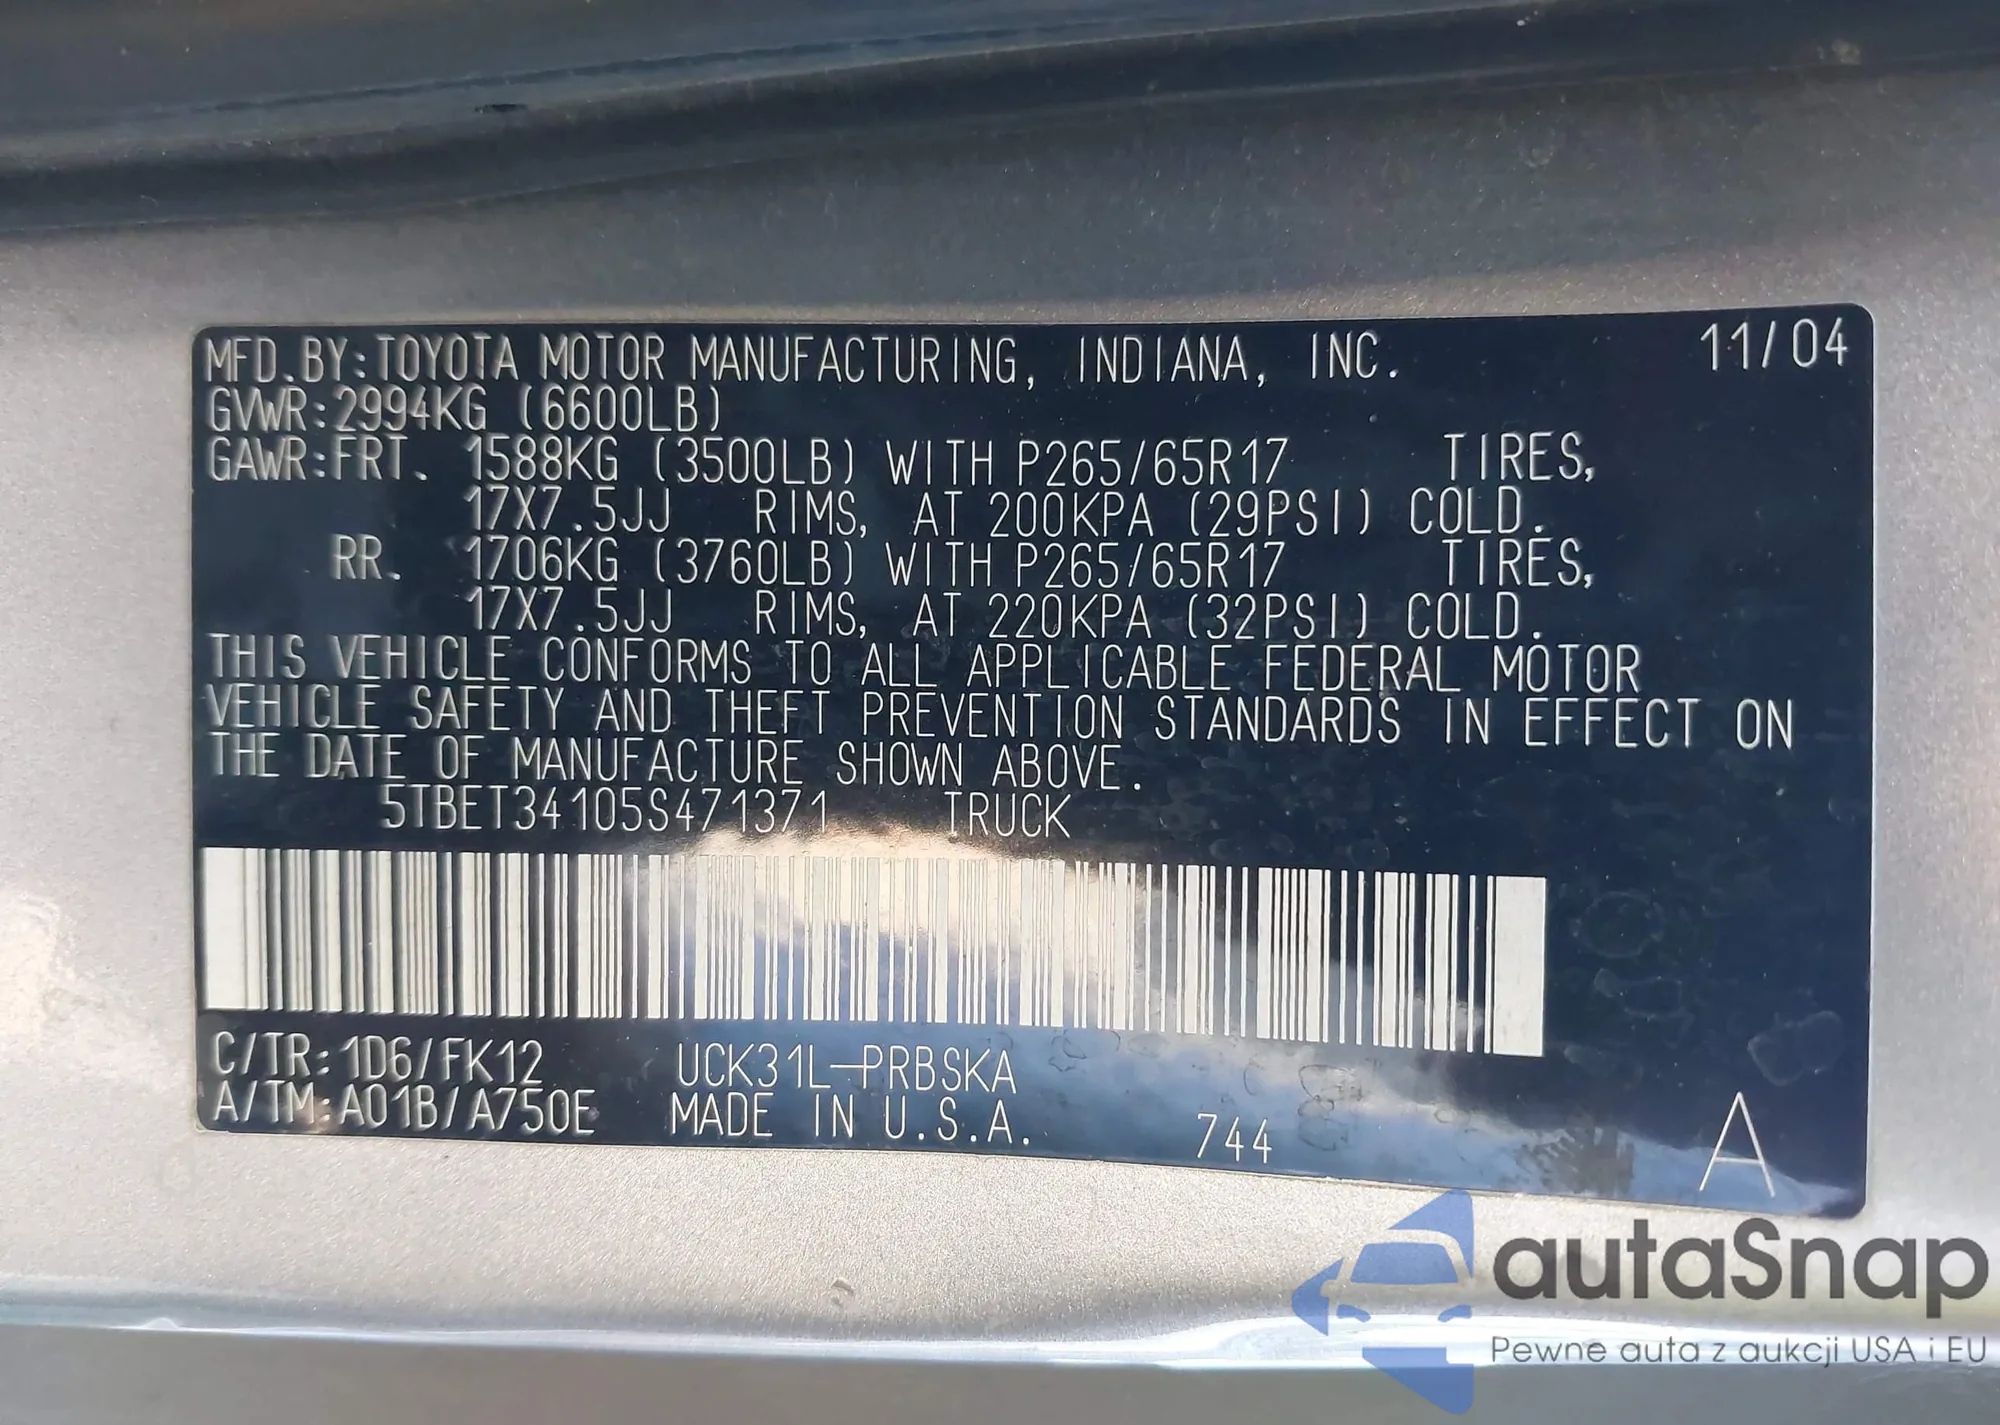 MFD.BY:TOYOTA MOTOR MANUFACTURING, INDIANA, INC. 11/04
GVWR:2994KG (6600LB)
GAWR:FRT. 1588KG (3500LB) WITH P265/65R17 TIRES,
17X7.5JJ RIMS, AT 200KPA (29PSI) COLD.
RR. 1706KG (3760LB) WITH P265/65R17 TIRES,
17X7.5JJ RIMS, AT 220KPA (32PSI) COLD.
THIS VEHICLE CONFORMS TO ALL APPLICABLE FEDERAL MOTOR
VEHICLE SAFETY AND THEFT PREVENTION STANDARDS IN EFFECT ON
THE DATE OF MANUFACTURE SHOWN ABOVE.
5TBET34105S471371 TRUCK
C/TR:1D6/FK12 UCK31L-PRBSKA
A/TM:A01B/A750E MADE IN U.S.A. 744 A
autaSnap
Pewne auta z aukcji USA i EU